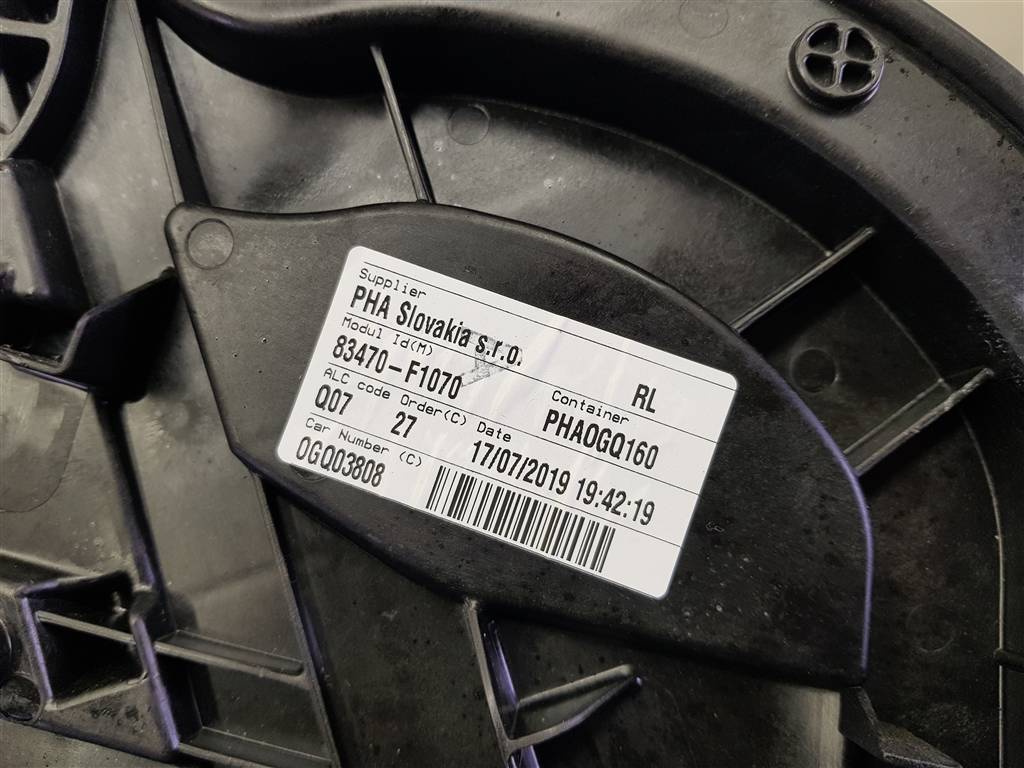 Supplier
PHA Slovakia s.r.o.
RL
Modul Id(M)
83470-F1070
Container
PHAOGQ160
ALC code Order(C) Date
Q07 27 17/07/2019 19:42:19
Car Number (C)
0GQ03808